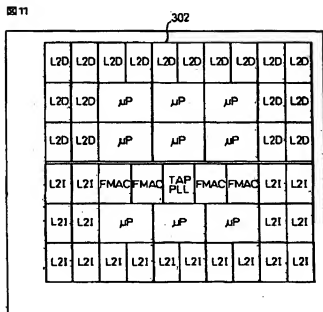 図11
302
L2D L2D L2D L2D L2D L2D L2D L2D L2D L2D
L2D L2D μP μP μP L2D L2D
L2D L2D μP μP μP L2D L2D
L2I L2I FMAC FMAC TAP PLL FMAC FMAC L2I L2I
L2I L2I μP μP μP L2I L2I
L2I L2I L2I L2I L2I L2I L2I L2I L2I L2I